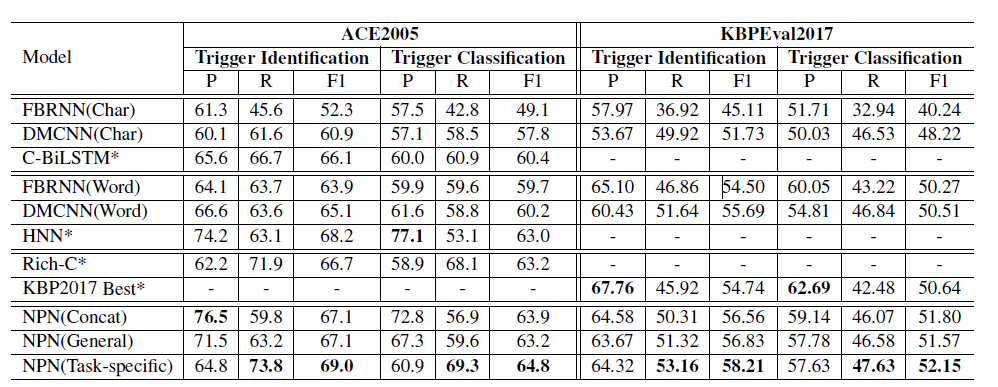 ACE2005 KBPEval2017
Model Trigger Identification Trigger Classification Trigger Identification Trigger Classification
P R F1 P R F1 P R F1 P R F1
FBRNN(Char) 61.3 45.6 52.3 57.5 42.8 49.1 57.97 36.92 45.11 51.71 32.94 40.24
DMCNN(Char) 60.1 61.6 60.9 57.1 58.5 57.8 53.67 49.92 51.73 50.03 46.53 48.22
C-BiLSTM* 65.6 66.7 66.1 60.0 60.9 60.4 - - - - - -
FBRNN(Word) 64.1 63.7 63.9 59.9 59.6 59.7 65.10 46.86 54.50 60.05 43.22 50.27
DMCNN(Word) 66.6 63.6 65.1 61.6 58.8 60.2 60.43 51.64 55.69 54.81 46.84 50.51
HNN* 74.2 63.1 68.2 77.1 53.1 63.0 - - - - - -
Rich-C* 62.2 71.9 66.7 58.9 68.1 63.2 - - - - - -
KBP2017 Best* - - - - - - 67.76 45.92 54.74 62.69 42.48 50.64
NPN(Concat) 76.5 59.8 67.1 72.8 56.9 63.9 64.58 50.31 56.56 59.14 46.07 51.80
NPN(General) 71.5 63.2 67.1 67.3 59.6 63.2 63.67 51.32 56.83 57.78 46.58 51.57
NPN(Task-specific) 64.8 73.8 69.0 60.9 69.3 64.8 64.32 53.16 58.21 57.63 47.63 52.15